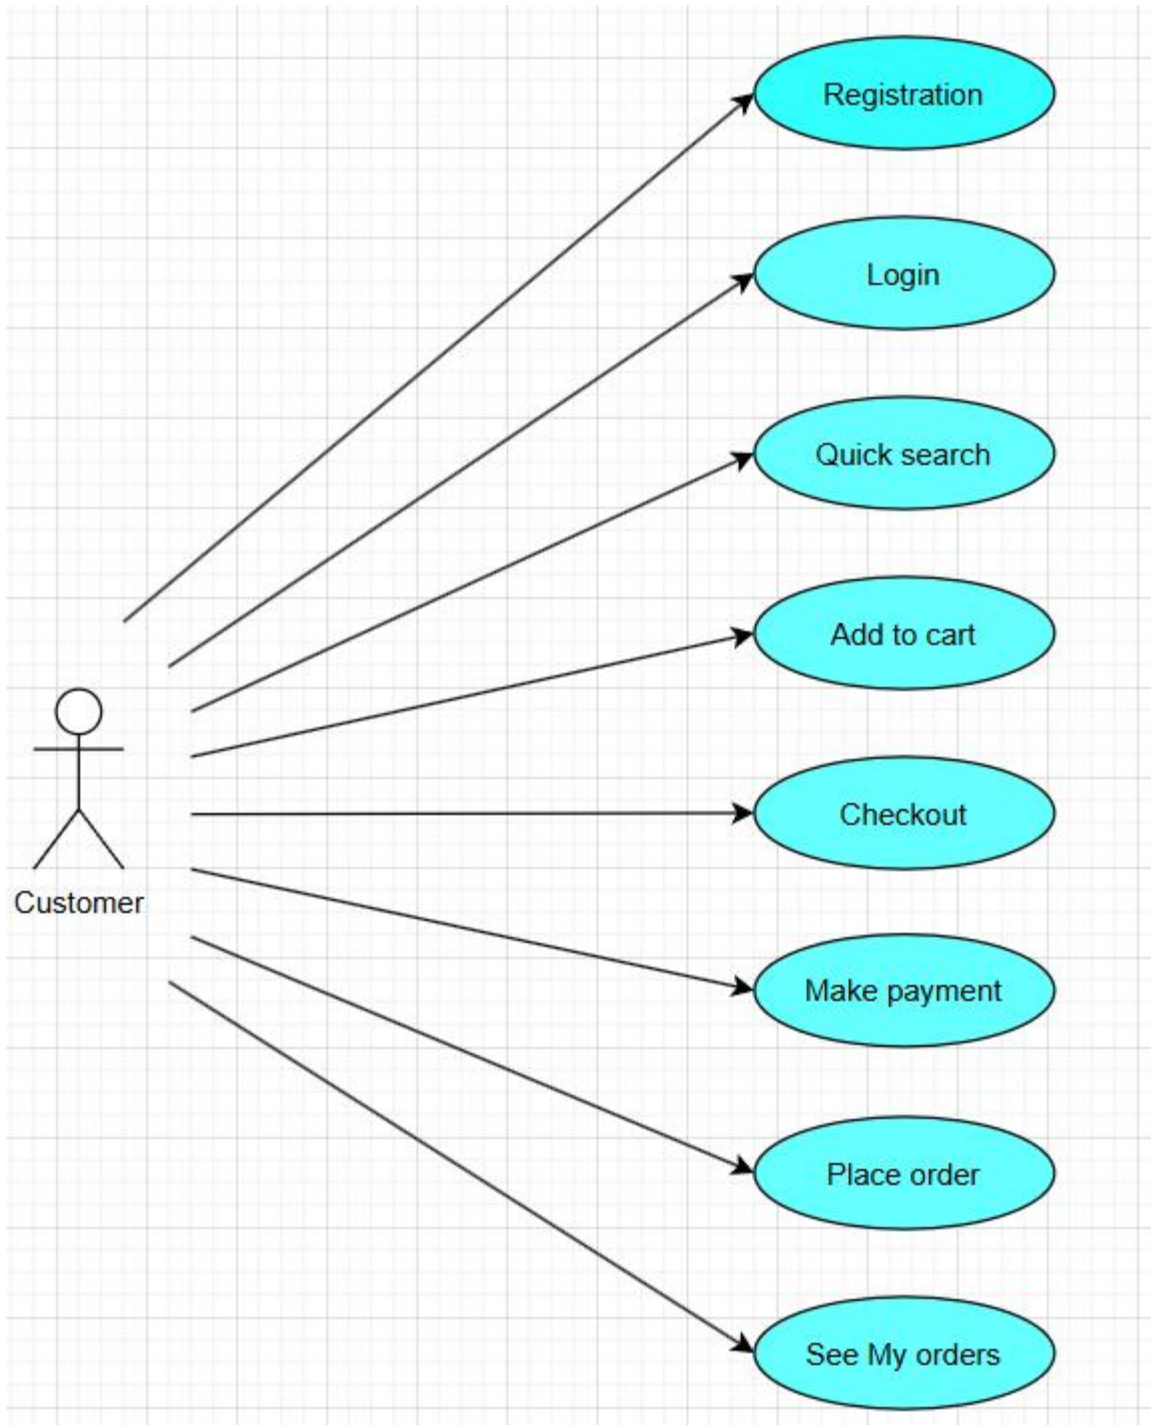 Registration
Login
Quick search
Add to cart
Checkout
Customer
Make payment
Place order
See My orders